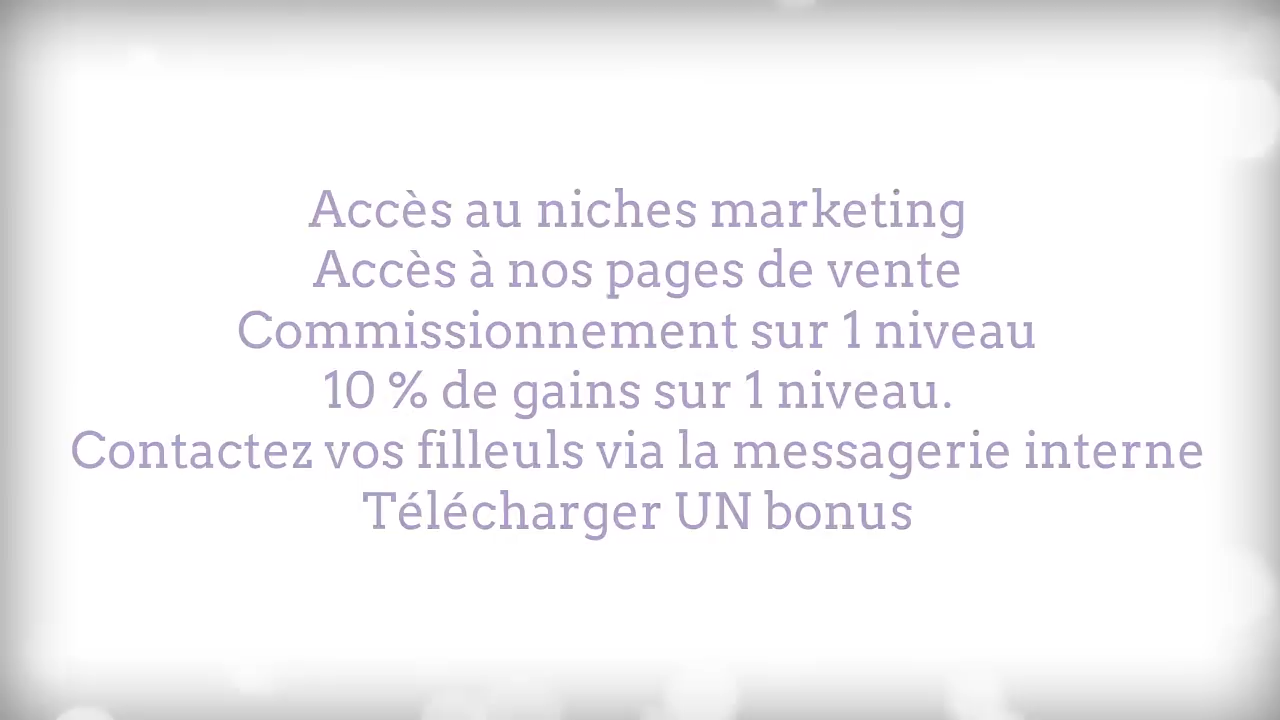 Accès au niches marketing
Accès à nos pages de vente
Commissionnement sur 1 niveau
10 % de gains sur 1 niveau.
Contactez vos filleuls via la messagerie interne
Télécharger UN bonus